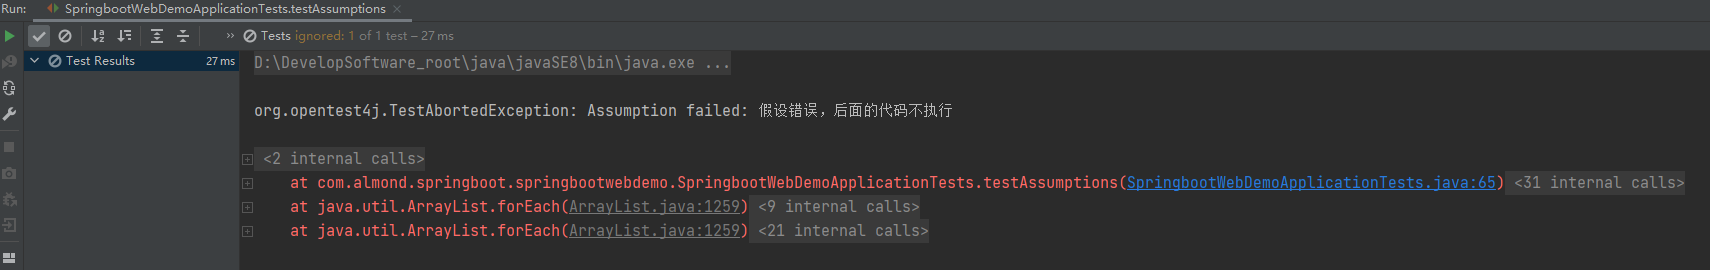 Run: SpringbootWebDemoApplicationTests.testAssumptions ×
» Tests ignored: 1 of 1 test – 27 ms
Test Results 27 ms
D:\DevelopSoftware_root\java\javaSE8\bin\java.exe ...
org.opentest4j.TestAbortedException: Assumption failed: 假设错误，后面的代码不执行
<2 internal calls>
at com.almond.springboot.springbootwebdemo.SpringbootWebDemoApplicationTests.testAssumptions(SpringbootWebDemoApplicationTests.java:65) <31 internal calls>
at java.util.ArrayList.forEach(ArrayList.java:1259) <9 internal calls>
at java.util.ArrayList.forEach(ArrayList.java:1259) <21 internal calls>